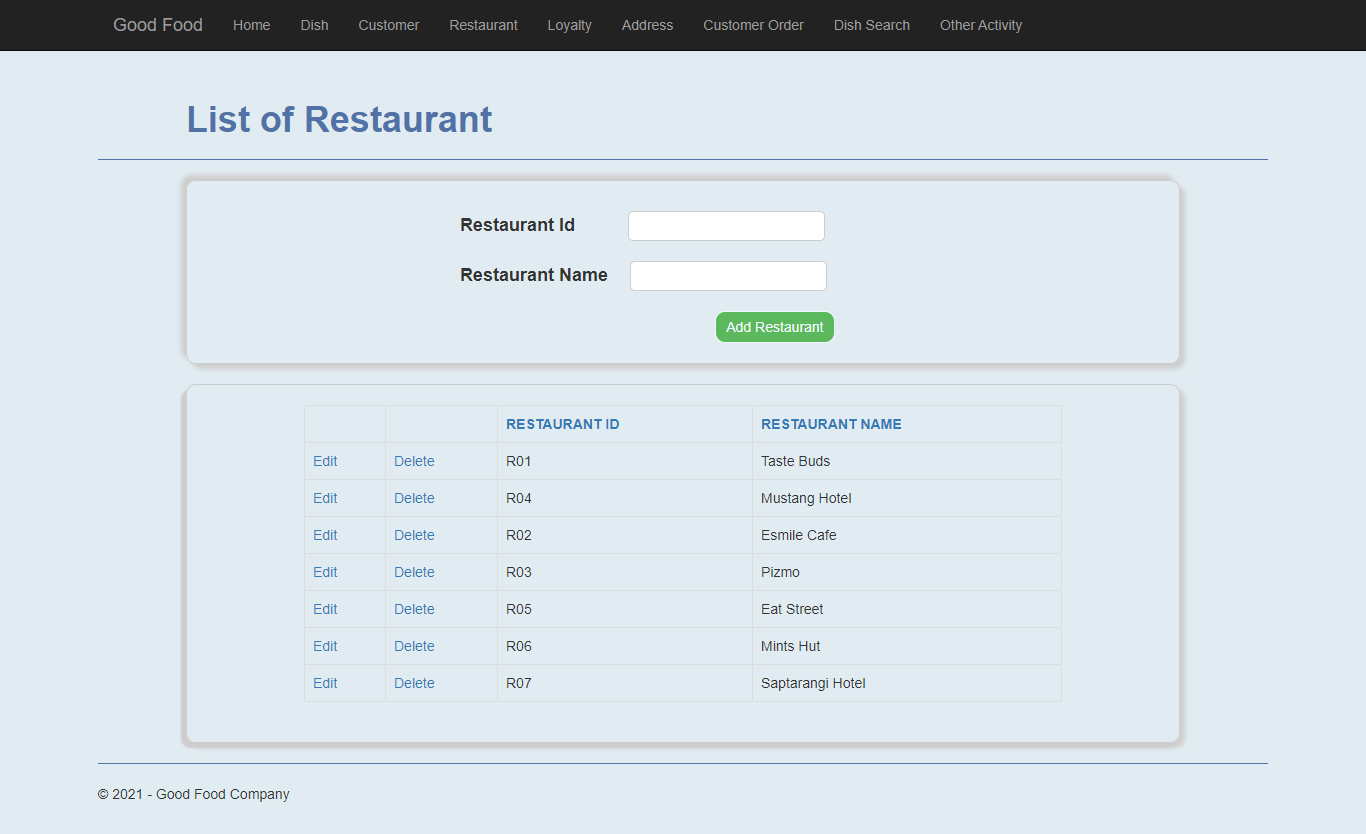 Good Food Home Dish Customer Restaurant Loyalty Address Customer Order Dish Search Other Activity
List of Restaurant
Restaurant Id
Restaurant Name
Add Restaurant
RESTAURANT ID RESTAURANT NAME
Edit Delete R01 Taste Buds
Edit Delete R04 Mustang Hotel
Edit Delete R02 Esmile Cafe
Edit Delete R03 Pizmo
Edit Delete R05 Eat Street
Edit Delete R06 Mints Hut
Edit Delete R07 Saptarangi Hotel
© 2021 - Good Food Company